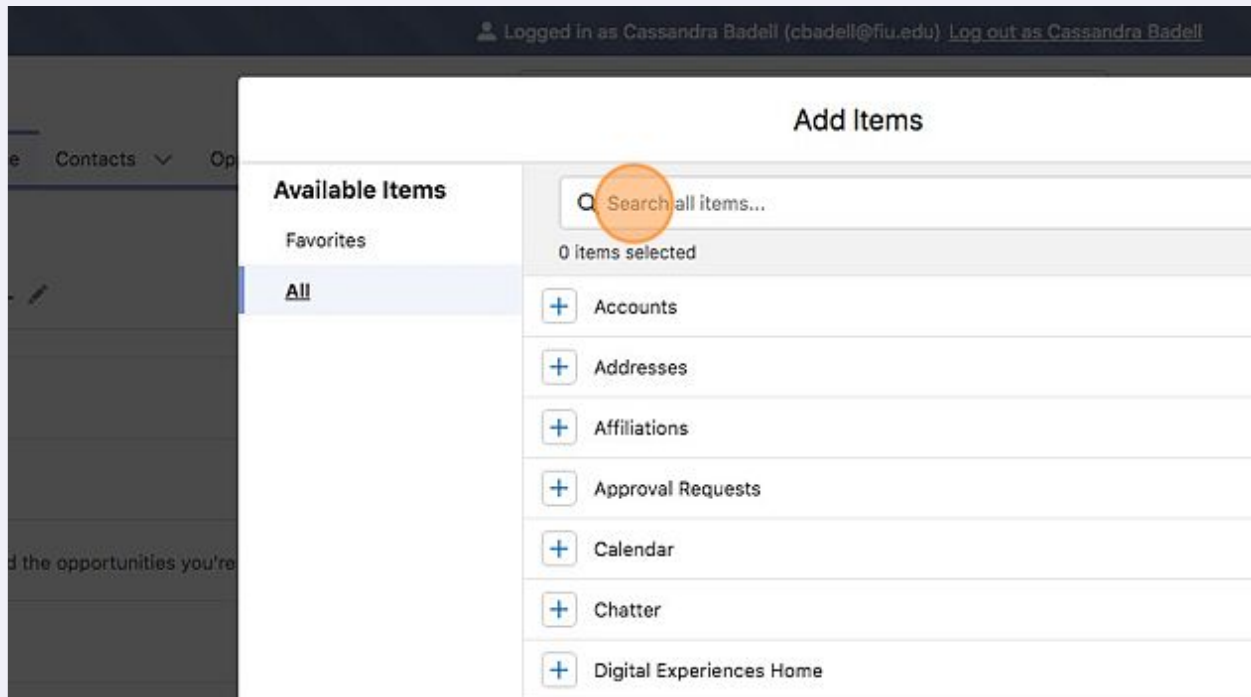 Logged in as Cassandra Badell (cbadell@fiu.edu) Log out as Cassandra Badell
Add Items
e Contacts Op
Available Items
Search all items...
Favorites
0 items selected
All
Accounts
Addresses
Affiliations
Approval Requests
Calendar
d the opportunities you're
Chatter
Digital Experiences Home